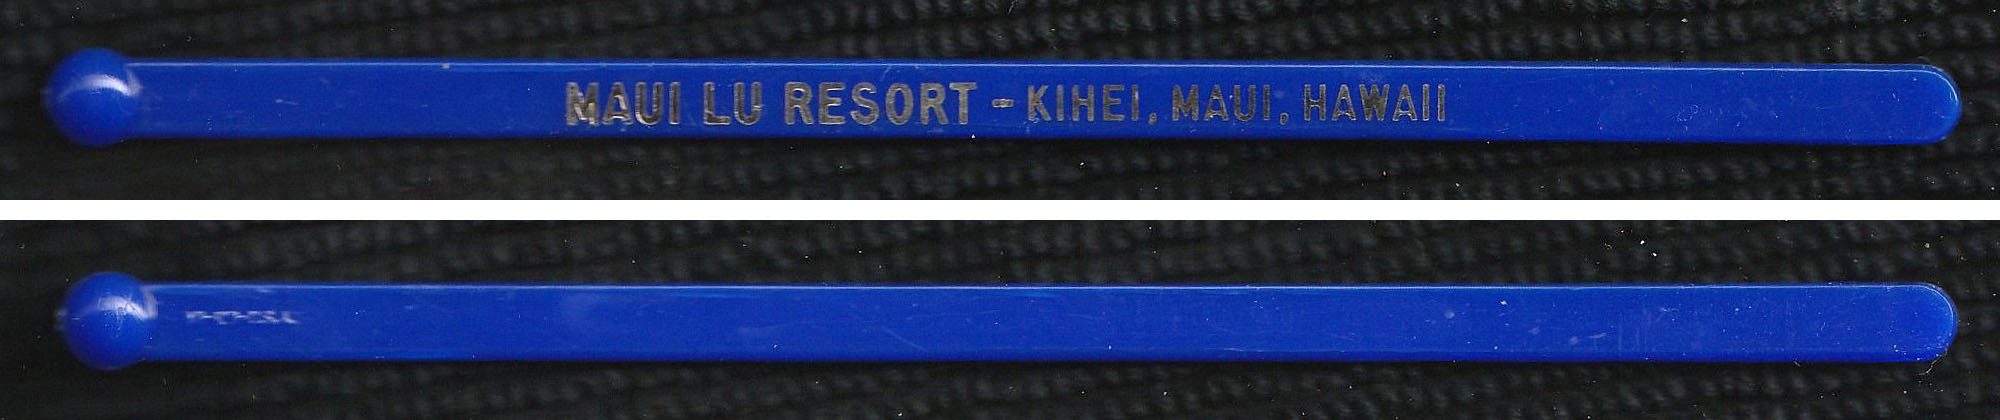 MAUI LU RESORT - KIHEI, MAUI, HAWAII